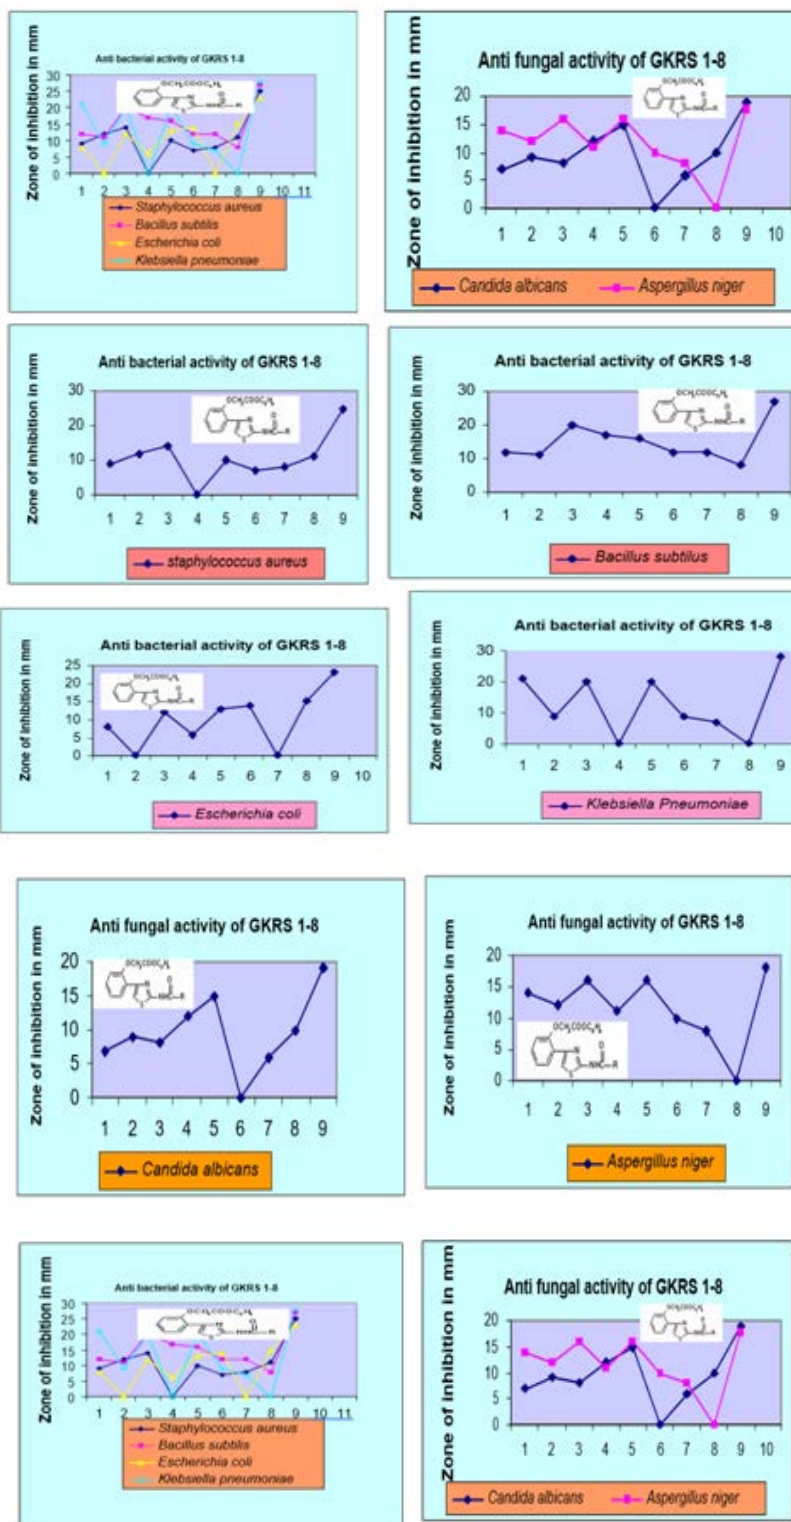 Anti bacterial activity of GKRS 1-8
Zone of inhibition in mm
30
25
20
15
10
5
0
1 2 3 4 5 6 7 8 9 10 11
Staphylococcus aureus
Bacillus subtilis
Escherichia coli
Klebsiella pneumoniae
Anti fungal activity of GKRS 1-8
Zone of inhibition in mm
20
15
10
5
0
1 2 3 4 5 6 7 8 9 10
Candida albicans Aspergillus niger
Anti bacterial activity of GKRS 1-8
Zone of inhibition in mm
30
20
10
0
1 2 3 4 5 6 7 8 9
staphylococcus aureus
Anti bacterial activity of GKRS 1-8
Zone of inhibition in mm
30
20
10
0
1 2 3 4 5 6 7 8 9
Bacillus subtilus
Anti bacterial activity of GKRS 1-8
Zone of inhibition in mm
25
20
15
10
5
0
1 2 3 4 5 6 7 8 9 10
Escherichia coli
Anti bacterial activity of GKRS 1-8
Zone of inhibition in mm
30
20
10
0
1 2 3 4 5 6 7 8 9
Klebsiella Pneumoniae
Anti fungal activity of GKRS 1-8
Zone of inhibition in mm
20
15
10
5
0
1 2 3 4 5 6 7 8 9
Candida albicans
Anti fungal activity of GKRS 1-8
Zone of inhibition in mm
20
15
10
5
0
1 2 3 4 5 6 7 8 9
Aspergillus niger
Anti bacterial activity of GKRS 1-8
Zone of inhibition in mm
30
25
20
15
10
5
0
1 2 3 4 5 6 7 8 9 10 11
Staphylococcus aureus
Bacillus subtilis
Escherichia coli
Klebsiella pneumoniae
Anti fungal activity of GKRS 1-8
Zone of inhibition in mm
20
15
10
5
0
1 2 3 4 5 6 7 8 9 10
Candida albicans Aspergillus niger